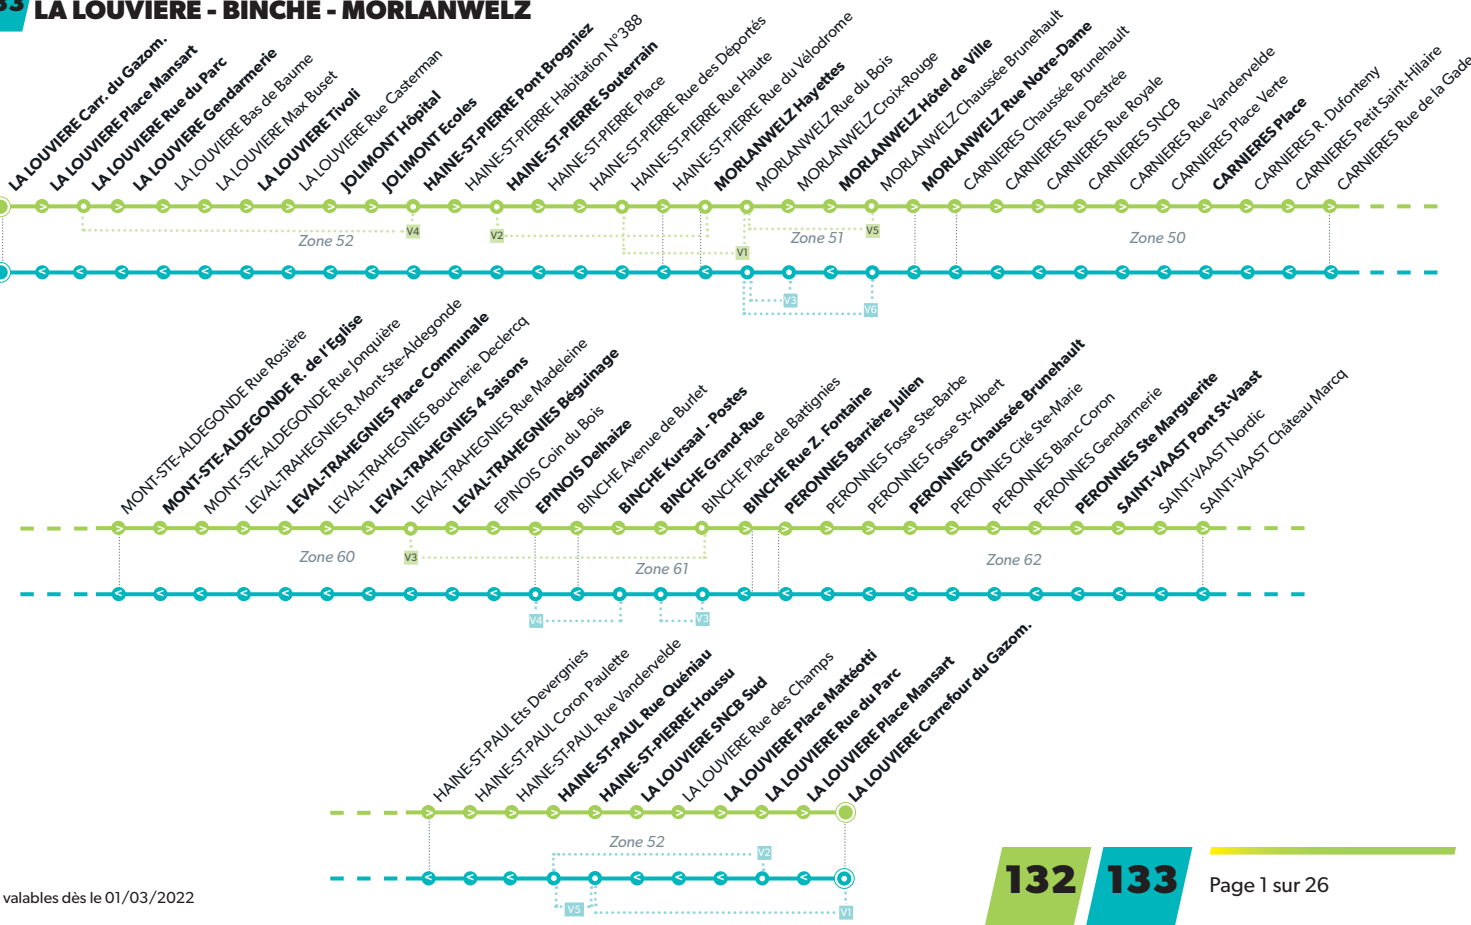 33 LA LOUVIERE - BINCHE - MORLANWELZ
LA LOUVIERE Carr. du Gazom.
LA LOUVIERE Place Mansart
LA LOUVIERE Rue du Parc
LA LOUVIERE Gendarmerie
LA LOUVIERE Bas de Baume
LA LOUVIERE Max Buset
LA LOUVIERE Tivoli
LA LOUVIERE Rue Casterman
JOLIMONT Hôpital
JOLIMONT Ecoles
HAINE-ST-PIERRE Pont Brogniez
HAINE-ST-PIERRE Habitation N°388
HAINE-ST-PIERRE Souterrain
HAINE-ST-PIERRE Place
HAINE-ST-PIERRE Rue des Déportés
HAINE-ST-PIERRE Rue Haute
HAINE-ST-PIERRE Rue du Vélodrome
MORLANWELZ Hayettes
MORLANWELZ Rue du Bois
MORLANWELZ Croix-Rouge
MORLANWELZ Hôtel de Ville
MORLANWELZ Chaussée Brunehault
MORLANWELZ Rue Notre-Dame
CARNIERES Chaussée Brunehault
CARNIERES Rue Destrée
CARNIERES Rue Royale
CARNIERES SNCB
CARNIERES Rue Vandervelde
CARNIERES Place Verte
CARNIERES Place
CARNIERES R. Dufonteny
CARNIERES Petit Saint-Hilaire
CARNIERES Rue de la Gade
Zone 52
Zone 51
Zone 50
V4
V2
V1
V5
V3
V6
MONT-STE-ALDEGONDE Rue Rosière
MONT-STE-ALDEGONDE R. de l'Eglise
MONT-STE-ALDEGONDE Rue Jonquière
LEVAL-TRAHEGNIES R.Mont-Ste-Aldegonde
LEVAL-TRAHEGNIES Place Communale
LEVAL-TRAHEGNIES Boucherie Declercq
LEVAL-TRAHEGNIES 4 Saisons
LEVAL-TRAHEGNIES Rue Madeleine
LEVAL-TRAHEGNIES Béguinage
EPINOIS Coin du Bois
EPINOIS Delhaize
BINCHE Avenue de Burlet
BINCHE Kursaal - Postes
BINCHE Grand-Rue
BINCHE Place de Battignies
BINCHE Rue Z. Fontaine
PERONNES Barrière Julien
PERONNES Fosse Ste-Barbe
PERONNES Fosse St-Albert
PERONNES Chaussée Brunehault
PERONNES Cité Ste-Marie
PERONNES Blanc Coron
PERONNES Gendarmerie
PERONNES Ste Marguerite
SAINT-VAAST Pont St-Vaast
SAINT-VAAST Nordic
SAINT-VAAST Château Marcq
Zone 60
Zone 61
Zone 62
V3
V4
V3
HAINE-ST-PAUL Ets Devergnies
HAINE-ST-PAUL Coron Paulette
HAINE-ST-PAUL Rue Vandervelde
HAINE-ST-PAUL Rue Quéniau
HAINE-ST-PIERRE Houssu
LA LOUVIERE SNCB Sud
LA LOUVIERE Rue des Champs
LA LOUVIERE Place Mattéotti
LA LOUVIERE Rue du Parc
LA LOUVIERE Place Mansart
LA LOUVIERE Carrefour du Gazom.
Zone 52
V2
V5
V1
valables dès le 01/03/2022
132 133 Page 1 sur 26